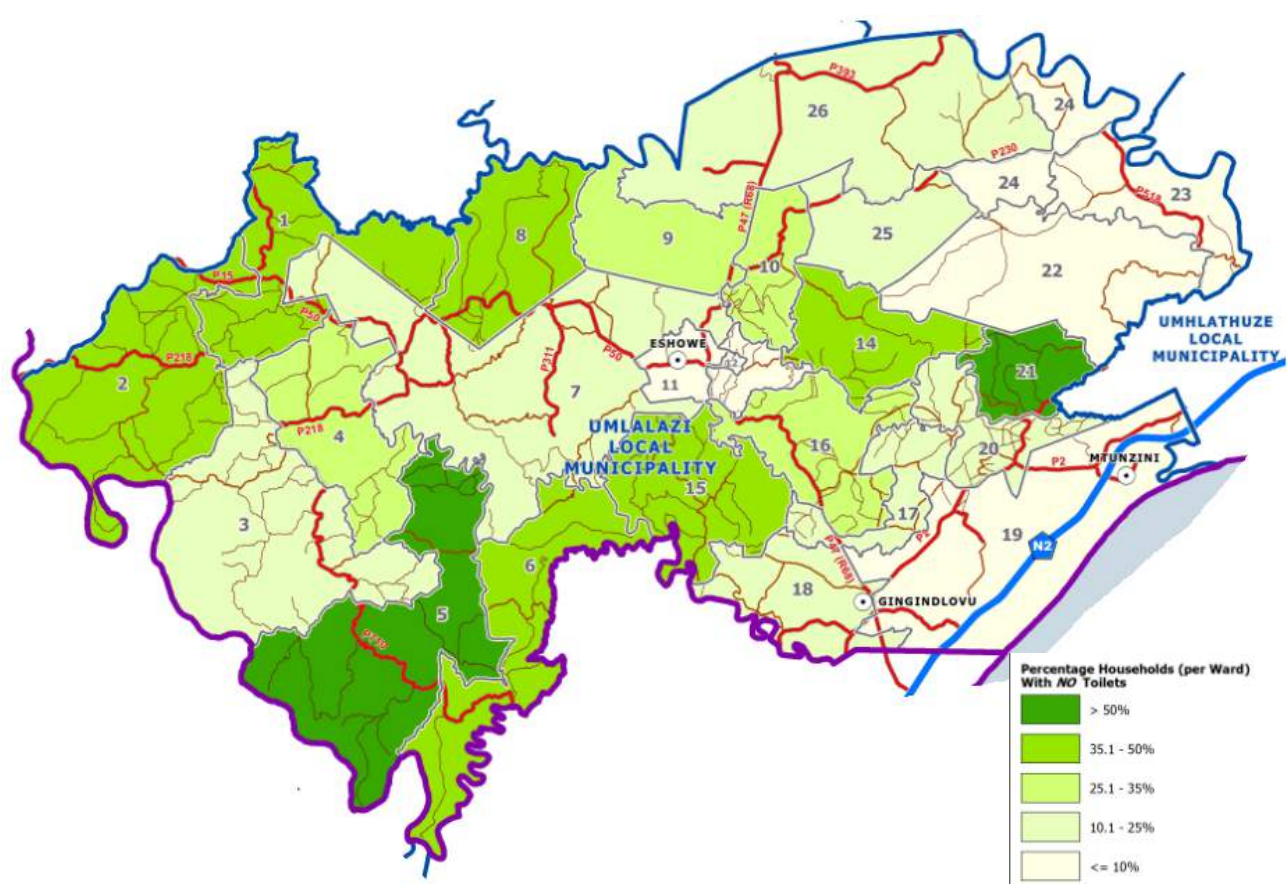 P393
24
26
P230
24
P518
23
1
8
9
P47 (R68)
25
22
10
P15
P50
UMHLATHUZE
LOCAL
MUNICIPALITY
P218
2
14
ESHOWE
P311
P50
12
21
7
11
P218
4
UMLALAZI
LOCAL
MUNICIPALITY
16
20
MTUNZINI
P2
15
3
17
19
P2
N2
6
P47 (R68)
18
GINGINDLOVU
5
Percentage Households (per Ward)
With NO Toilets
> 50%
35.1 - 50%
25.1 - 35%
10.1 - 25%
<= 10%